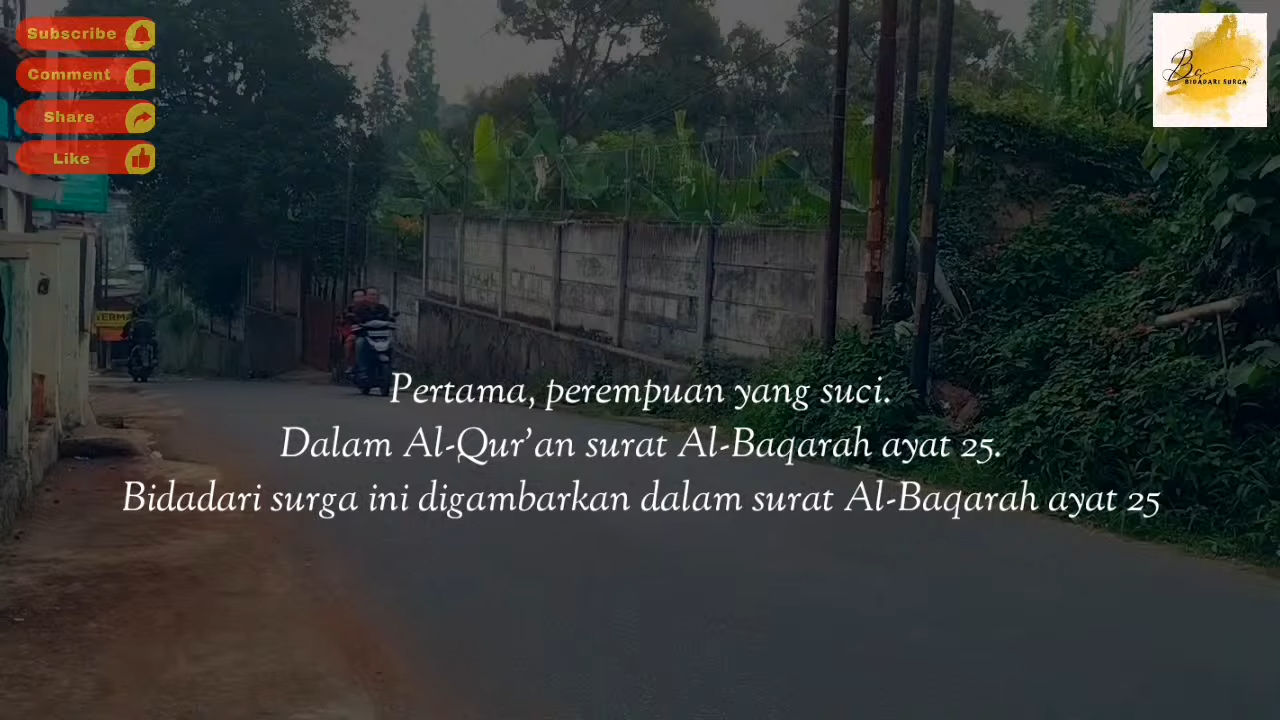 Subscribe
Comment
Share
Like
BIDADARI SURGA
Pertama, perempuan yang suci.
Dalam Al-Qur'an surat Al-Baqarah ayat 25.
Bidadari surga ini digambarkan dalam surat Al-Baqarah ayat 25